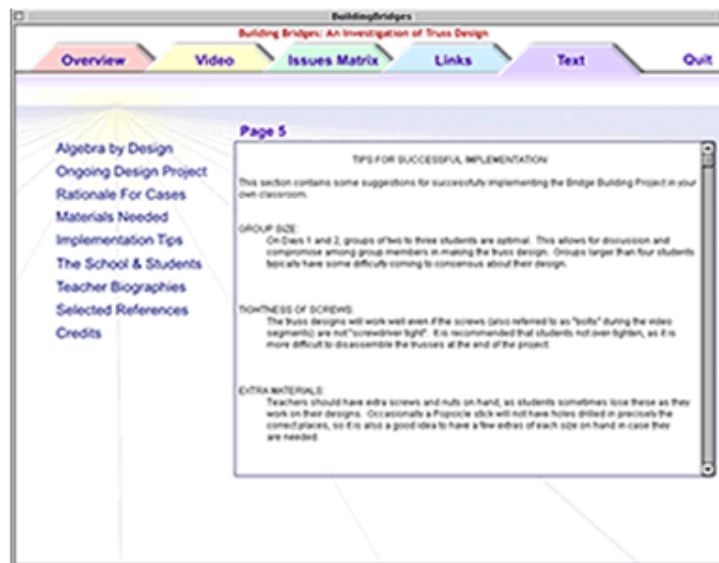 BuildingBridges
Building Bridges: An Investigation of Truss Design
Overview Video Issues Matrix Links Text Quit
Page 5
Algebra by Design
Ongoing Design Project
Rationale For Cases
Materials Needed
Implementation Tips
The School & Students
Teacher Biographies
Selected References
Credits
TIPS FOR SUCCESSFUL IMPLEMENTATION
This section contains some suggestions for successfully implementing the Bridge Building Project in your
own classroom.
GROUP SIZE:
On Days 1 and 2, groups of two to three students are optimal. This allows for discussion and
compromise among group members in making the truss design. Groups larger than four students
typically have some difficulty coming to consensus about their design.
TIGHTNESS OF SCREWS:
The truss designs will work well even if the screws (also referred to as "bolts" during the video
segments) are not "screwdriver tight". It is recommended that students not over-tighten, as it is
more difficult to disassemble the trusses at the end of the project.
EXTRA MATERIALS:
Teachers should have extra screws and nuts on hand, as students sometimes lose these as they
work on their designs. Occasionally a Popsicle stick will not have holes drilled in precisely the
correct places, so it is also a good idea to have a few extras of each size on hand in case they
are needed.